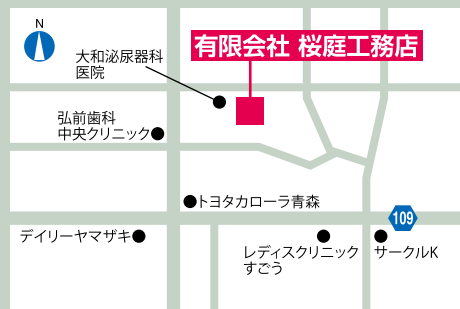 N
有限会社 桜庭工務店
大和泌尿器科
医院
弘前歯科
中央クリニック
トヨタカローラ青森
109
デイリーヤマザキ
レディスクリニック
すごう
サークルK